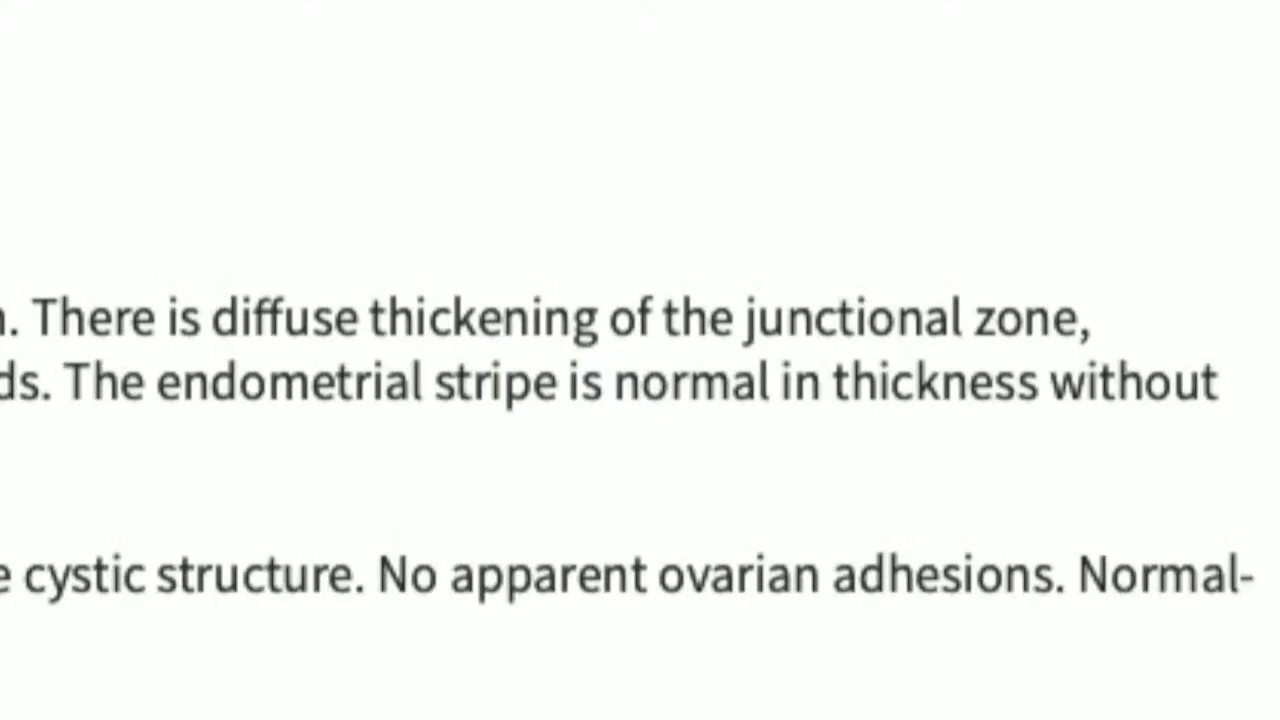 . There is diffuse thickening of the junctional zone,
ds. The endometrial stripe is normal in thickness without
e cystic structure. No apparent ovarian adhesions. Normal-